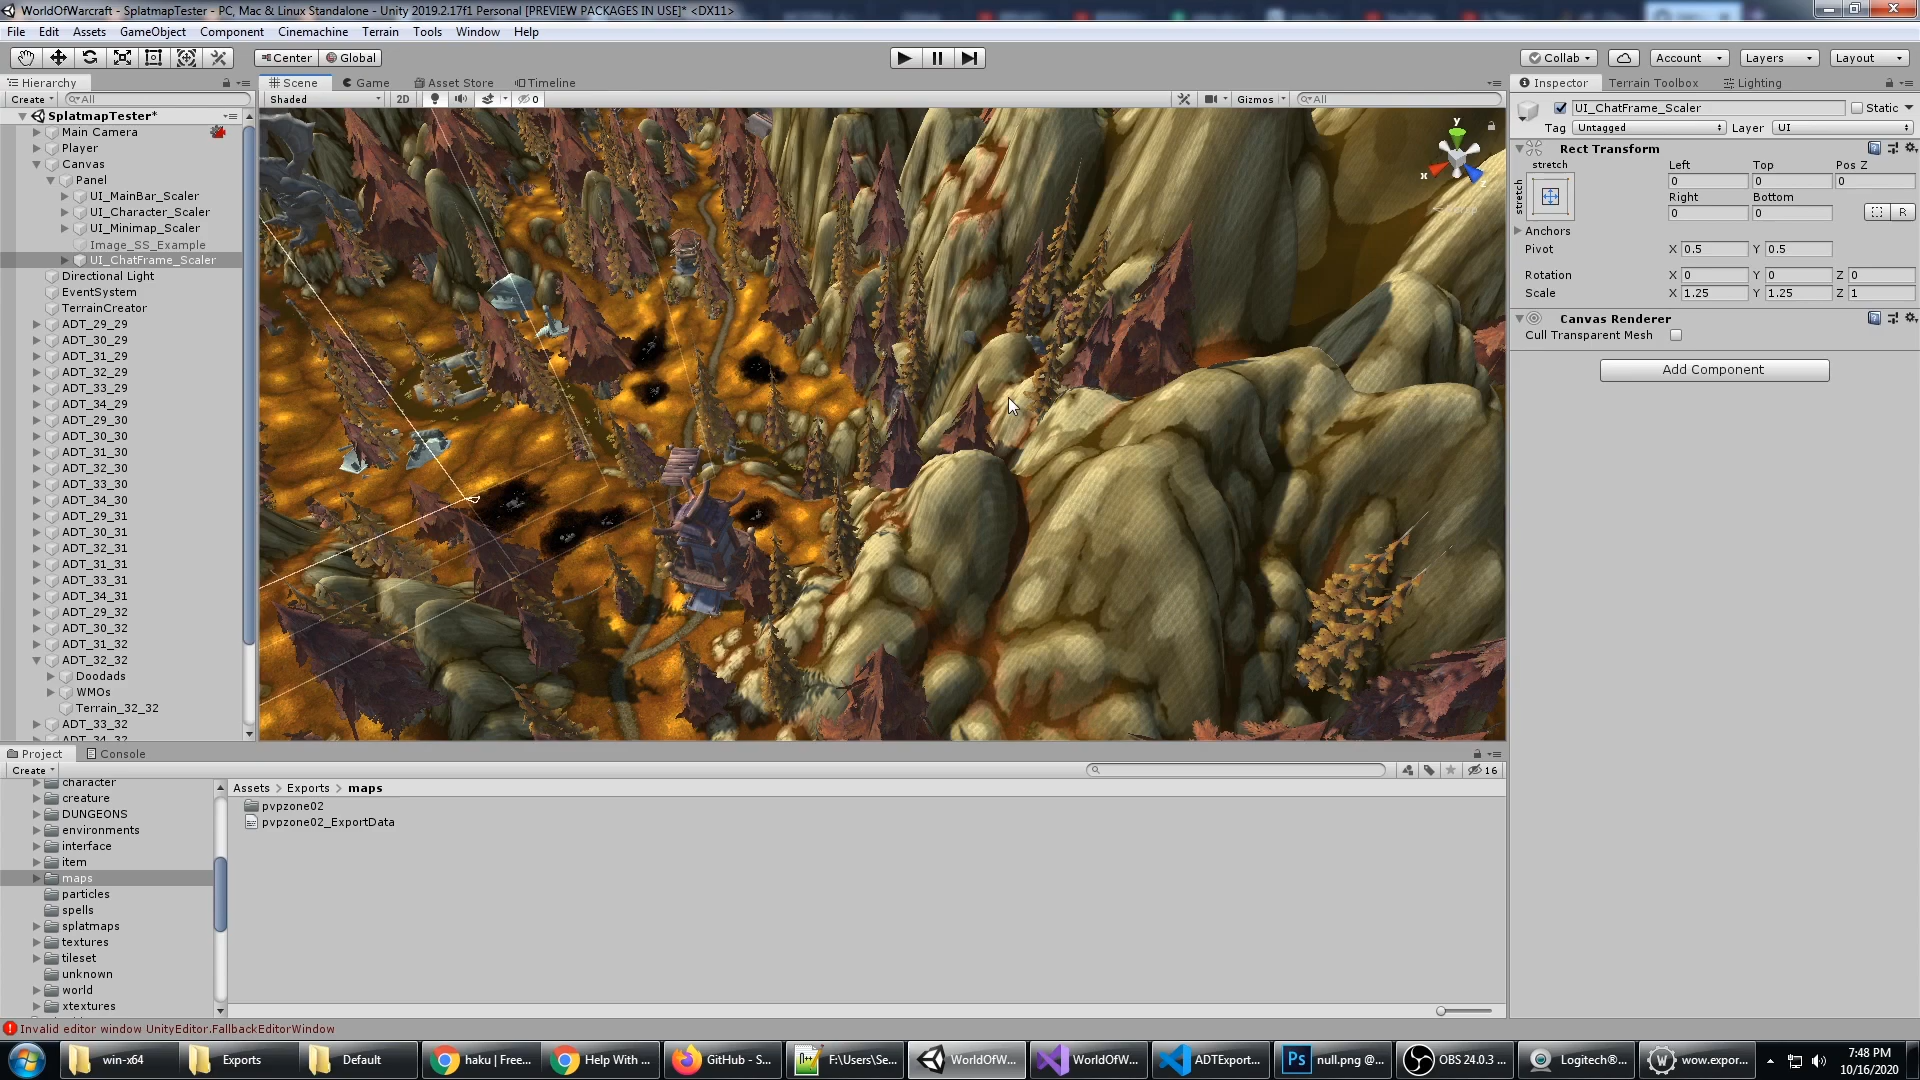 WorldOfWarcraft - SplatmapTester - PC, Mac & Linux Standalone - Unity 2019.2.17f1 Personal [PREVIEW PACKAGES IN USE]* <DX11>
File Edit Assets GameObject Component Cinemachine Terrain Tools Window Help
Center Global Collab Account Layers Layout
Hierarchy Scene Game Asset Store Timeline Inspector Terrain Toolbox Lighting
Create All Shaded 2D 0 Gizmos All
UI_ChatFrame_Scaler Static
Tag Untagged Layer UI
SplatmapTester*
Main Camera
Player
Canvas
Panel
UI_MainBar_Scaler
UI_Character_Scaler
UI_Minimap_Scaler
Image_SS_Example
UI_ChatFrame_Scaler
Directional Light
EventSystem
TerrainCreator
ADT_29_29
ADT_30_29
ADT_31_29
ADT_32_29
ADT_33_29
ADT_34_29
ADT_29_30
ADT_30_30
ADT_31_30
ADT_32_30
ADT_33_30
ADT_34_30
ADT_29_31
ADT_30_31
ADT_32_31
ADT_31_31
ADT_33_31
ADT_34_31
ADT_29_32
ADT_30_32
ADT_31_32
ADT_32_32
Doodads
WMOs
Terrain_32_32
ADT_33_32
ADT_34_32
y
x
z
Rect Transform
stretch Left Top Pos Z
stretch
0 0 0
Right Bottom
0 0 R
Anchors
Pivot X 0.5 Y 0.5
Rotation X 0 Y 0 Z 0
Scale X 1.25 Y 1.25 Z 1
Canvas Renderer
Cull Transparent Mesh
Add Component
Project Console
Create 16
character
creature
DUNGEONS
environments
interface
item
maps
particles
spells
splatmaps
textures
tileset
unknown
world
xtextures
Assets > Exports > maps
pvpzone02
pvpzone02_ExportData
Invalid editor window UnityEditor.FallbackEditorWindow
win-x64 Exports Default haku | Free... Help With ... GitHub - S... F:\Users\Se... WorldOfW... WorldOfW... ADTExport... Ps null.png @... OBS 24.0.3 ... Logitech®... W wow.expor...
7:48 PM
10/16/2020